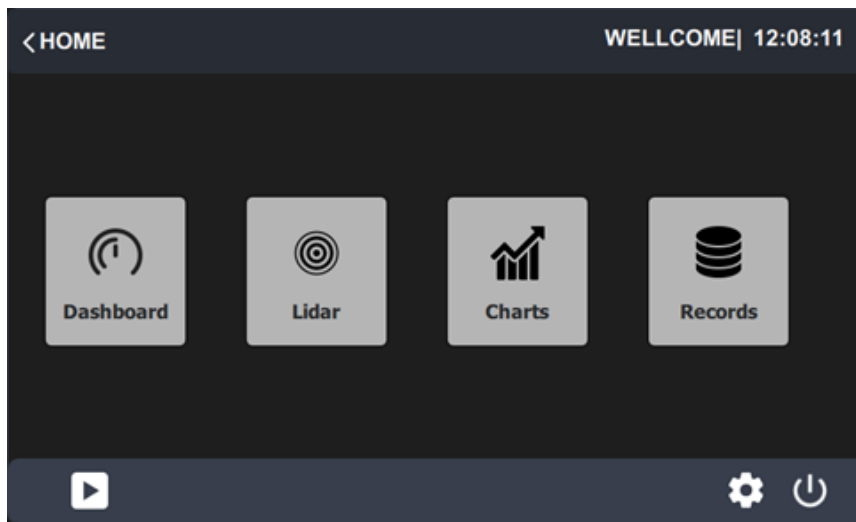 <HOME
WELLCOME| 12:08:11
Dashboard
Lidar
Charts
Records